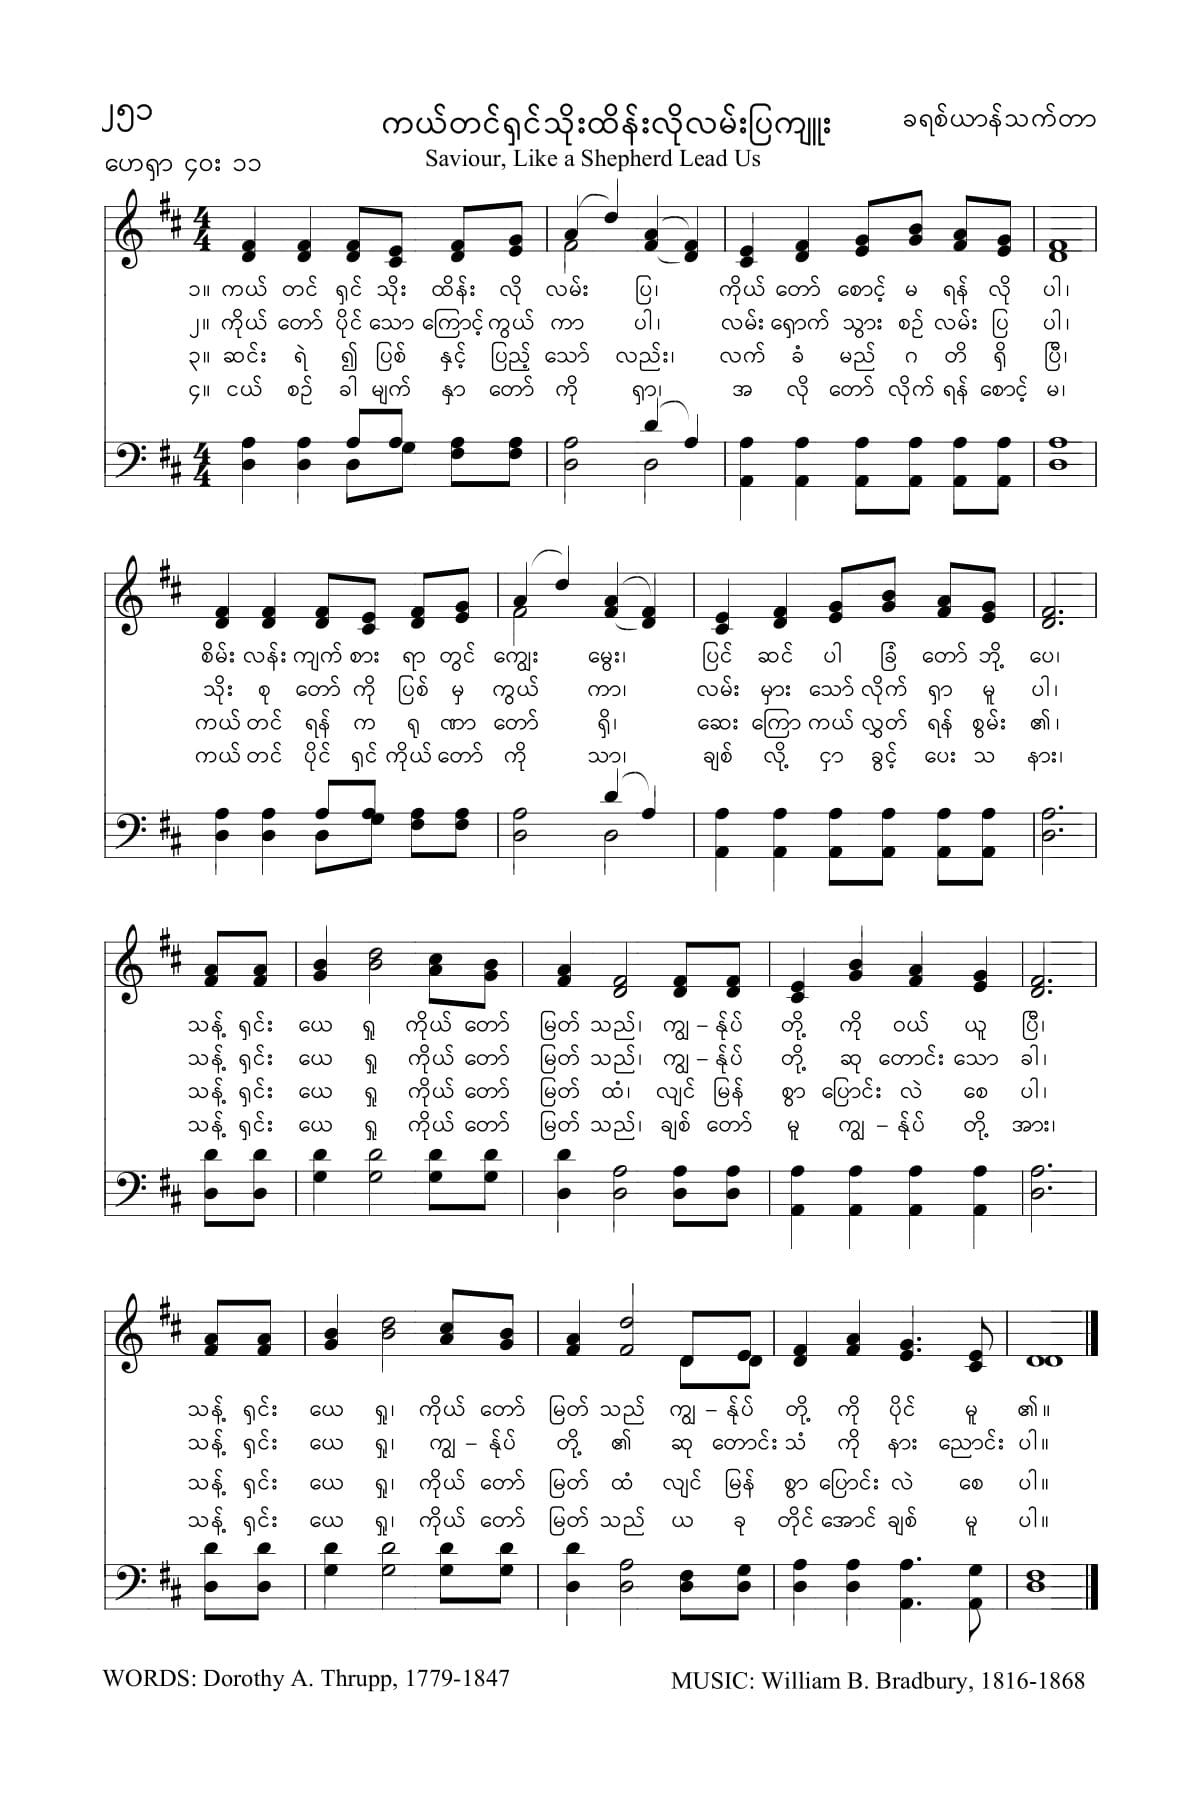 ၂၅၁
ကယ်တင်ရှင်သိုးထိန်းလိုလမ်းပြကျူး
ခရစ်ယာန်သက်တာ
Saviour, Like a Shepherd Lead Us
ဟေရှာ ၄၀း ၁၁
၁။ ကယ် တင် ရှင် သိုး ထိန်း လို လမ်း ပြ၊ ကိုယ် တော် စောင့် မ ရန် လို ပါ၊
၂။ ကိုယ် တော် ပိုင် သော ကြောင့် ကွယ် ကာ ပါ၊ လမ်း ရှောက် သွား စဉ် လမ်း ပြ ပါ၊
၃။ ဆင်း ရဲ ၍ ပြစ် နှင့် ပြည့် သော် လည်း၊ လက် ခံ မည် ဂ တိ ရှိ ပြီ၊
၄။ ငယ် စဉ် ခါ မျက် နှာ တော် ကို ရှာ၊ အ လို တော် လိုက် ရန် စောင့် မ၊
စိမ်း လန်း ကျက် စား ရာ တွင် ကျွေး မွေး၊ ပြင် ဆင် ပါ ခြံ တော် ဘို့ ပေ၊
သိုး စု တော် ကို ပြစ် မှ ကွယ် ကာ၊ လမ်း မှား သော် လိုက် ရှာ မူ ပါ၊
ကယ် တင် ရန် က ရု ဏာ တော် ရှိ၊ ဆေး ကြော ကယ် လွှတ် ရန် စွမ်း ၏၊
ကယ် တင် ပိုင် ရှင် ကိုယ် တော် ကို သာ၊ ချစ် လို့ ငှာ ခွင့် ပေး သ နား၊
သန့် ရှင်း ယေ ရှု ကိုယ် တော် မြတ် သည်၊ ကျွ – န်ုပ် တို့ ကို ဝယ် ယူ ပြီ၊
သန့် ရှင်း ယေ ရှု ကိုယ် တော် မြတ် သည်၊ ကျွ – န်ုပ် တို့ ဆု တောင်း သော ခါ၊
သန့် ရှင်း ယေ ရှု ကိုယ် တော် မြတ် ထံ၊ လျင် မြန် စွာ ပြောင်း လဲ စေ ပါ၊
သန့် ရှင်း ယေ ရှု ကိုယ် တော် မြတ် သည်၊ ချစ် တော် မူ ကျွ – န်ုပ် တို့ အား၊
သန့် ရှင်း ယေ ရှု၊ ကိုယ် တော် မြတ် သည် ကျွ – န်ုပ် တို့ ကို ပိုင် မူ ၏။
သန့် ရှင်း ယေ ရှု၊ ကျွ – န်ုပ် တို့ ၏ ဆု တောင်း သံ ကို နား ညောင်း ပါ။
သန့် ရှင်း ယေ ရှု၊ ကိုယ် တော် မြတ် ထံ လျင် မြန် စွာ ပြောင်း လဲ စေ ပါ။
သန့် ရှင်း ယေ ရှု၊ ကိုယ် တော် မြတ် သည် ယ ခု တိုင် အောင် ချစ် မူ ပါ။
WORDS: Dorothy A. Thrupp, 1779-1847
MUSIC: William B. Bradbury, 1816-1868